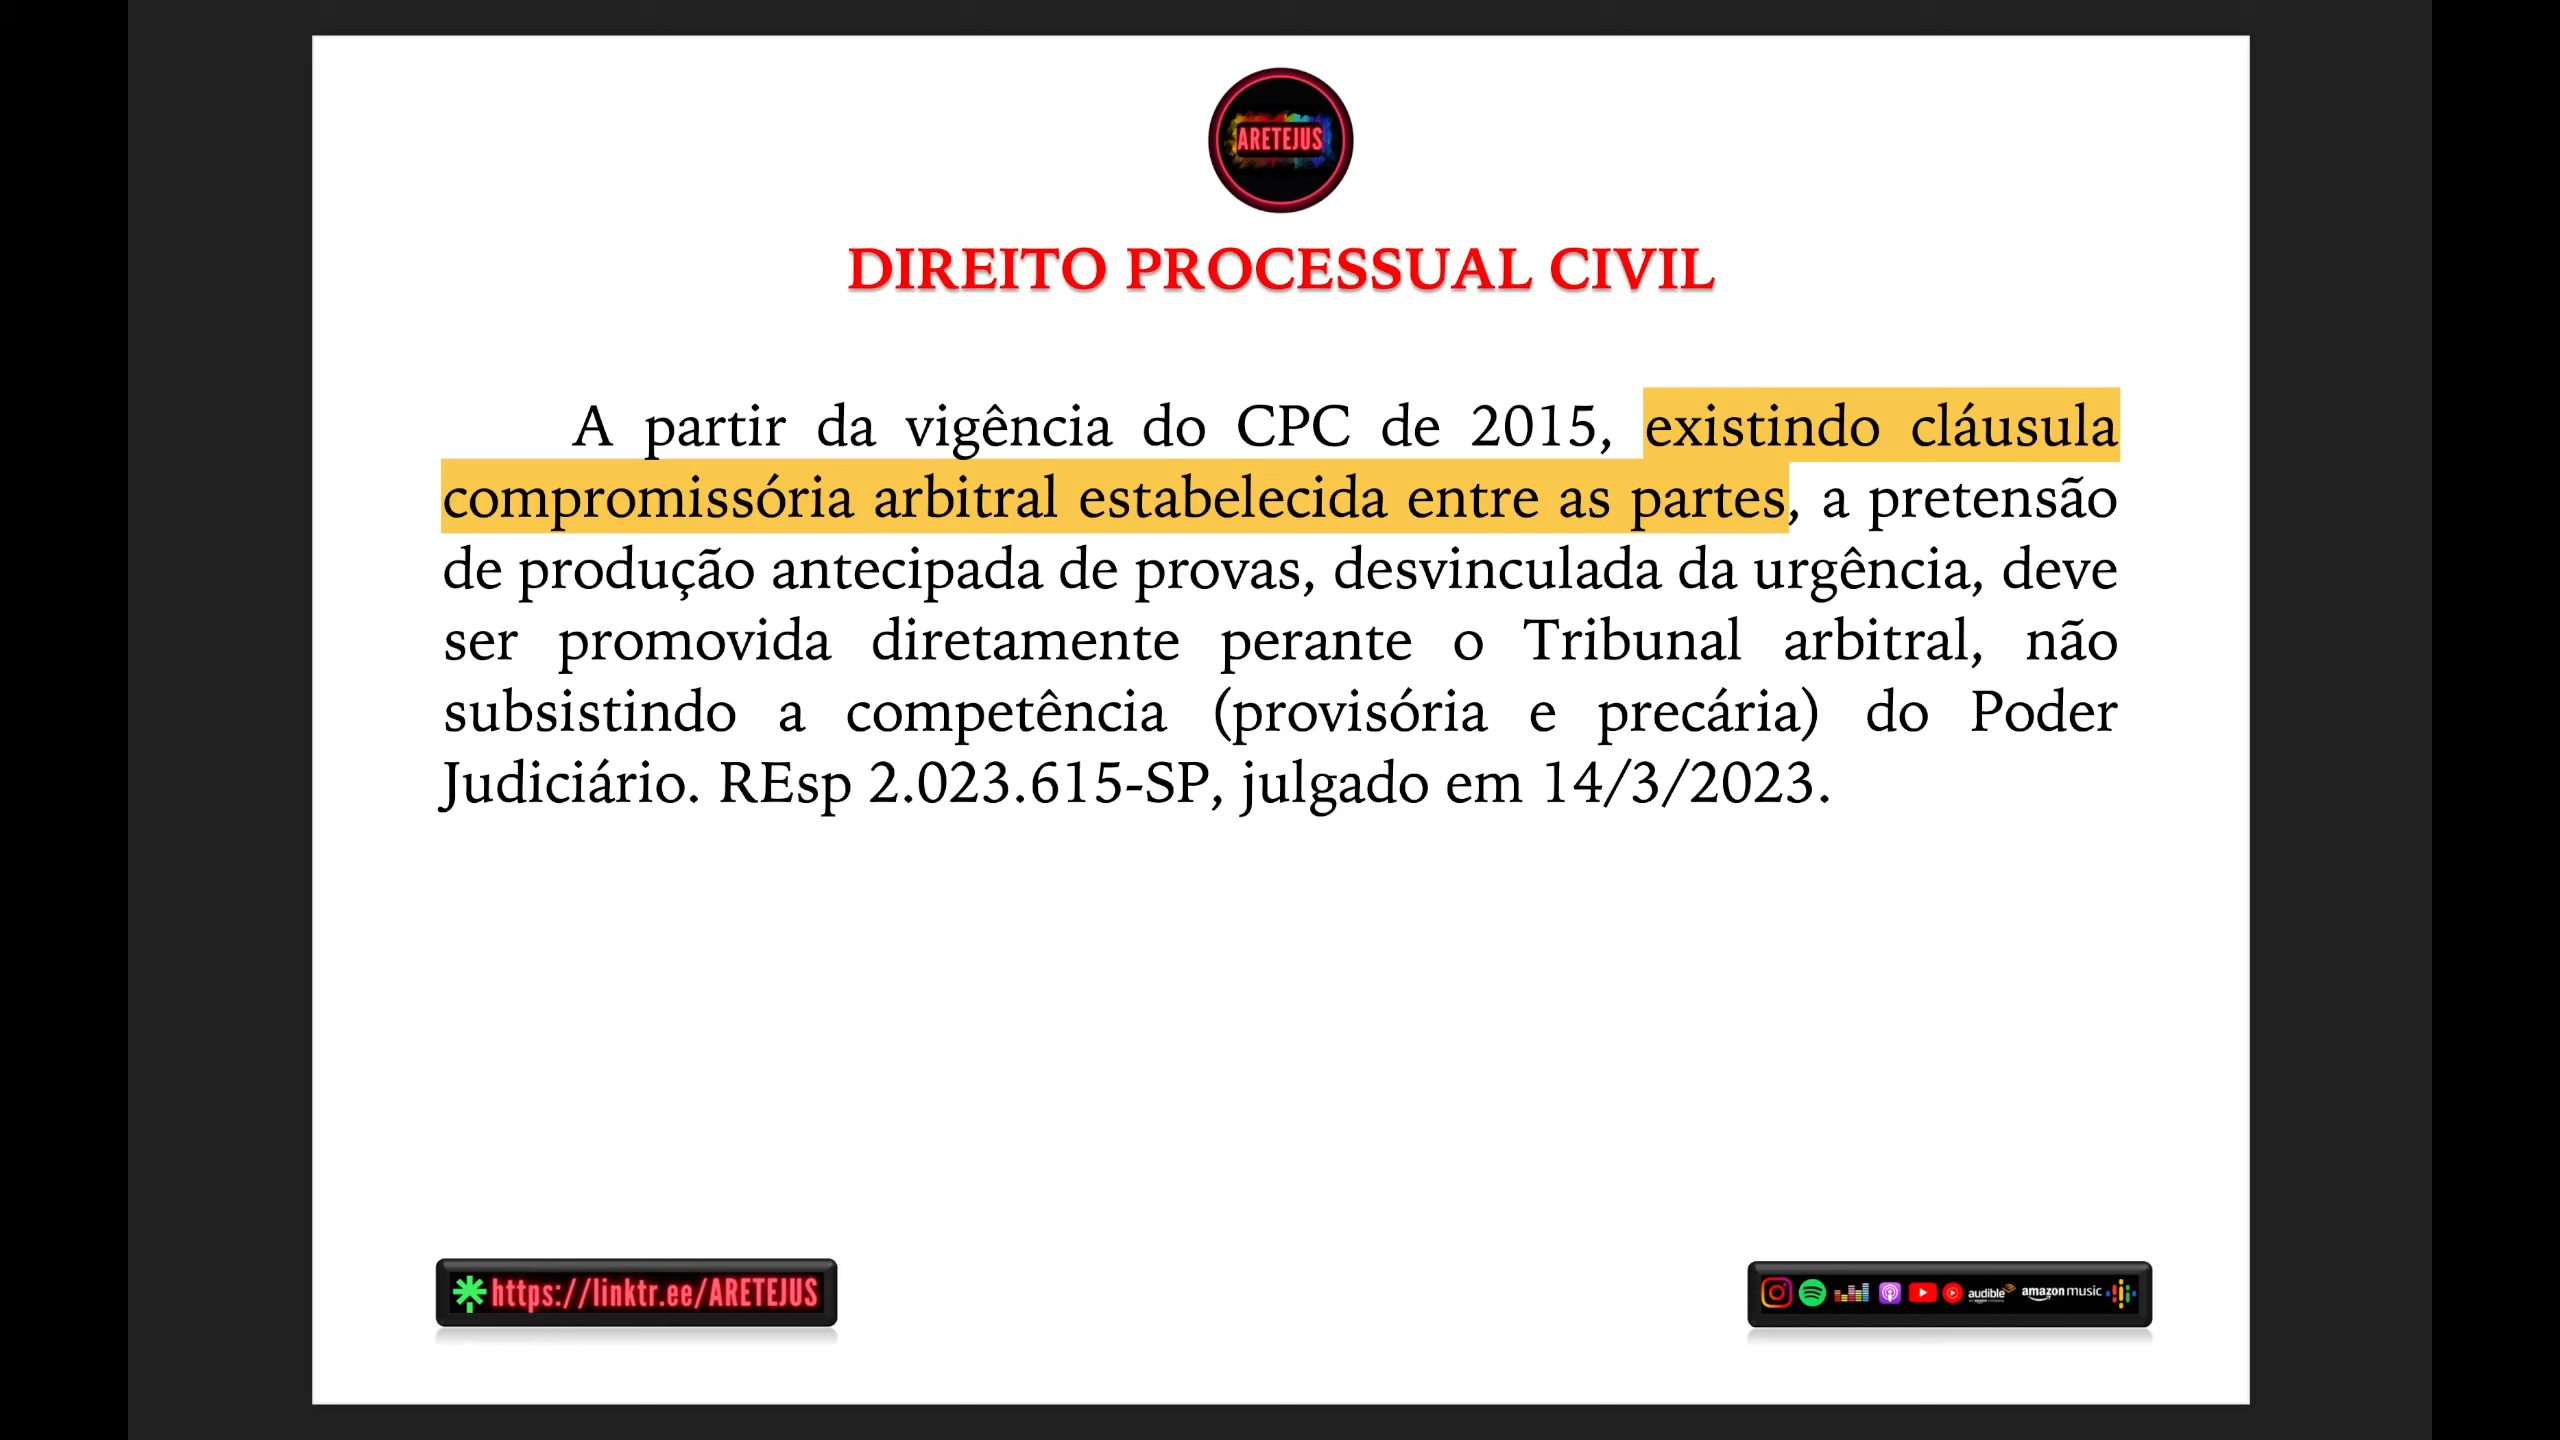 ARETEJUS
DIREITO PROCESSUAL CIVIL
A partir da vigência do CPC de 2015, existindo cláusula
compromissória arbitral estabelecida entre as partes, a pretensão
de produção antecipada de provas, desvinculada da urgência, deve
ser promovida diretamente perante o Tribunal arbitral, não
subsistindo a competência (provisória e precária) do Poder
Judiciário. REsp 2.023.615-SP, julgado em 14/3/2023.
https://linktr.ee/ARETEJUS
audible amazon music